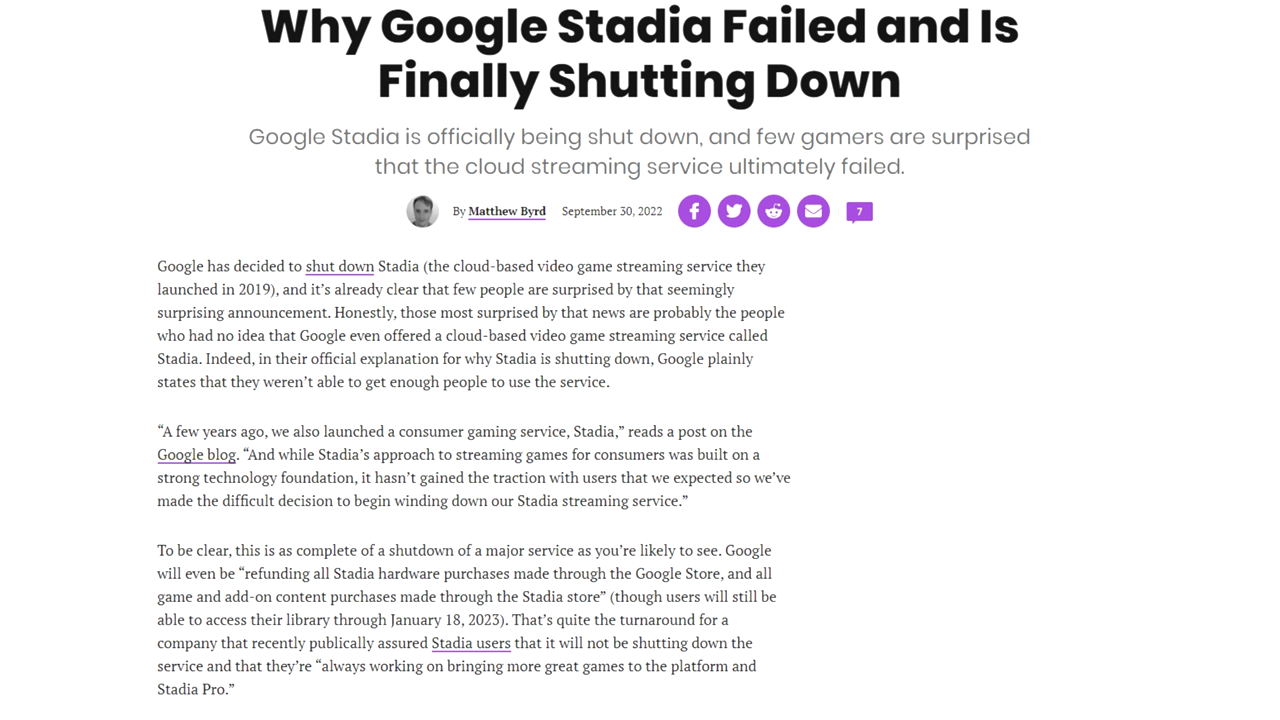 Why Google Stadia Failed and Is
Finally Shutting Down
Google Stadia is officially being shut down, and few gamers are surprised
that the cloud streaming service ultimately failed.
By Matthew Byrd September 30, 2022 7
Google has decided to shut down Stadia (the cloud-based video game streaming service they
launched in 2019), and it’s already clear that few people are surprised by that seemingly
surprising announcement. Honestly, those most surprised by that news are probably the people
who had no idea that Google even offered a cloud-based video game streaming service called
Stadia. Indeed, in their official explanation for why Stadia is shutting down, Google plainly
states that they weren’t able to get enough people to use the service.
“A few years ago, we also launched a consumer gaming service, Stadia,” reads a post on the
Google blog. “And while Stadia’s approach to streaming games for consumers was built on a
strong technology foundation, it hasn’t gained the traction with users that we expected so we’ve
made the difficult decision to begin winding down our Stadia streaming service.”
To be clear, this is as complete of a shutdown of a major service as you’re likely to see. Google
will even be “refunding all Stadia hardware purchases made through the Google Store, and all
game and add-on content purchases made through the Stadia store” (though users will still be
able to access their library through January 18, 2023). That’s quite the turnaround for a
company that recently publically assured Stadia users that it will not be shutting down the
service and that they’re “always working on bringing more great games to the platform and
Stadia Pro.”